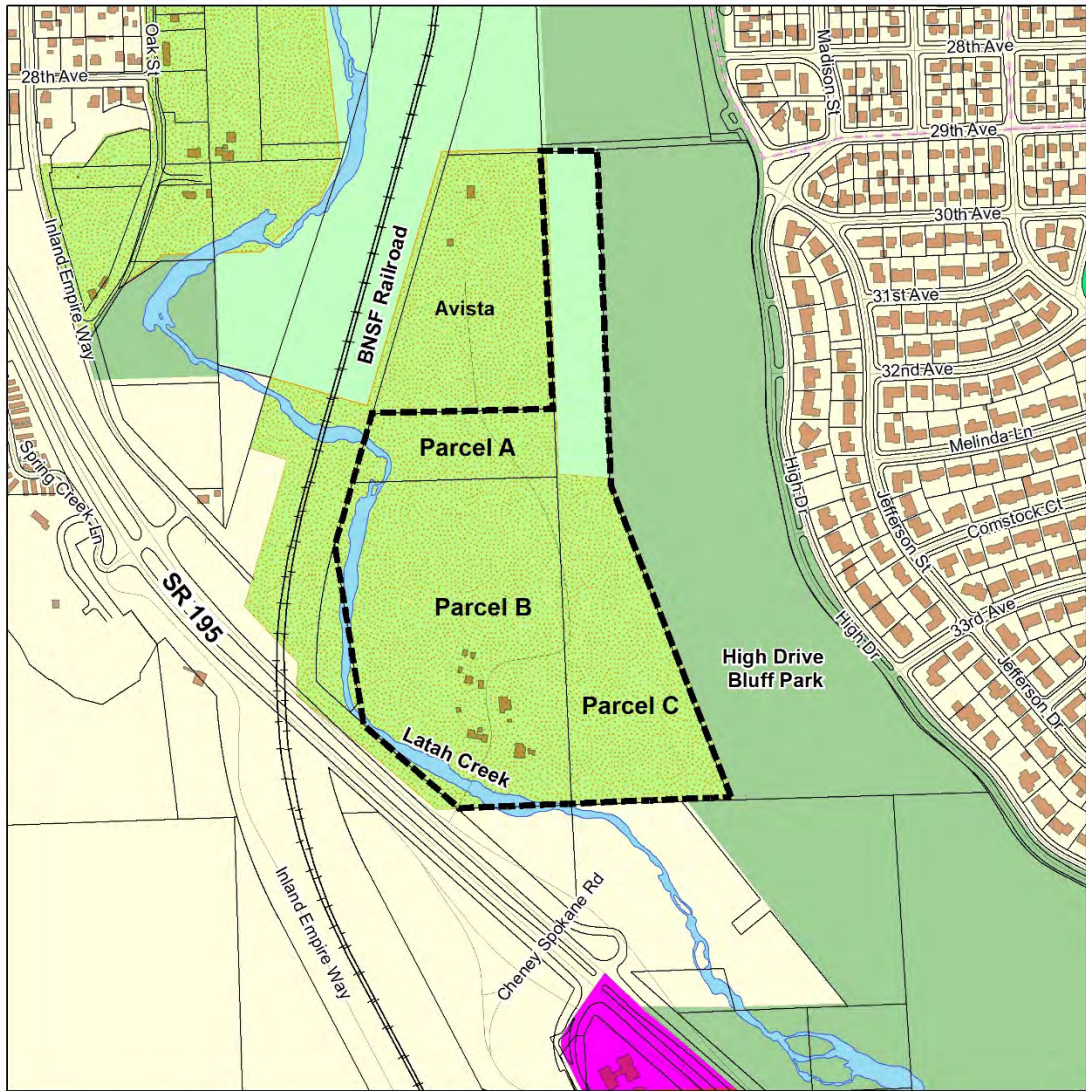 Oak St
28th Ave
Madison St
28th Ave
29th Ave
30th Ave
31st Ave
32nd Ave
Melinda Ln
Comstock Ct
33rd Ave
Jefferson St
Jefferson Dr
High Dr
High Dr
Inland Empire Way
BNSF Railroad
Avista
Parcel A
Spring Creek Ln
SR 195
Parcel B
Parcel C
High Drive
Bluff Park
Latah Creek
Inland Empire Way
Cheney Spokane Rd